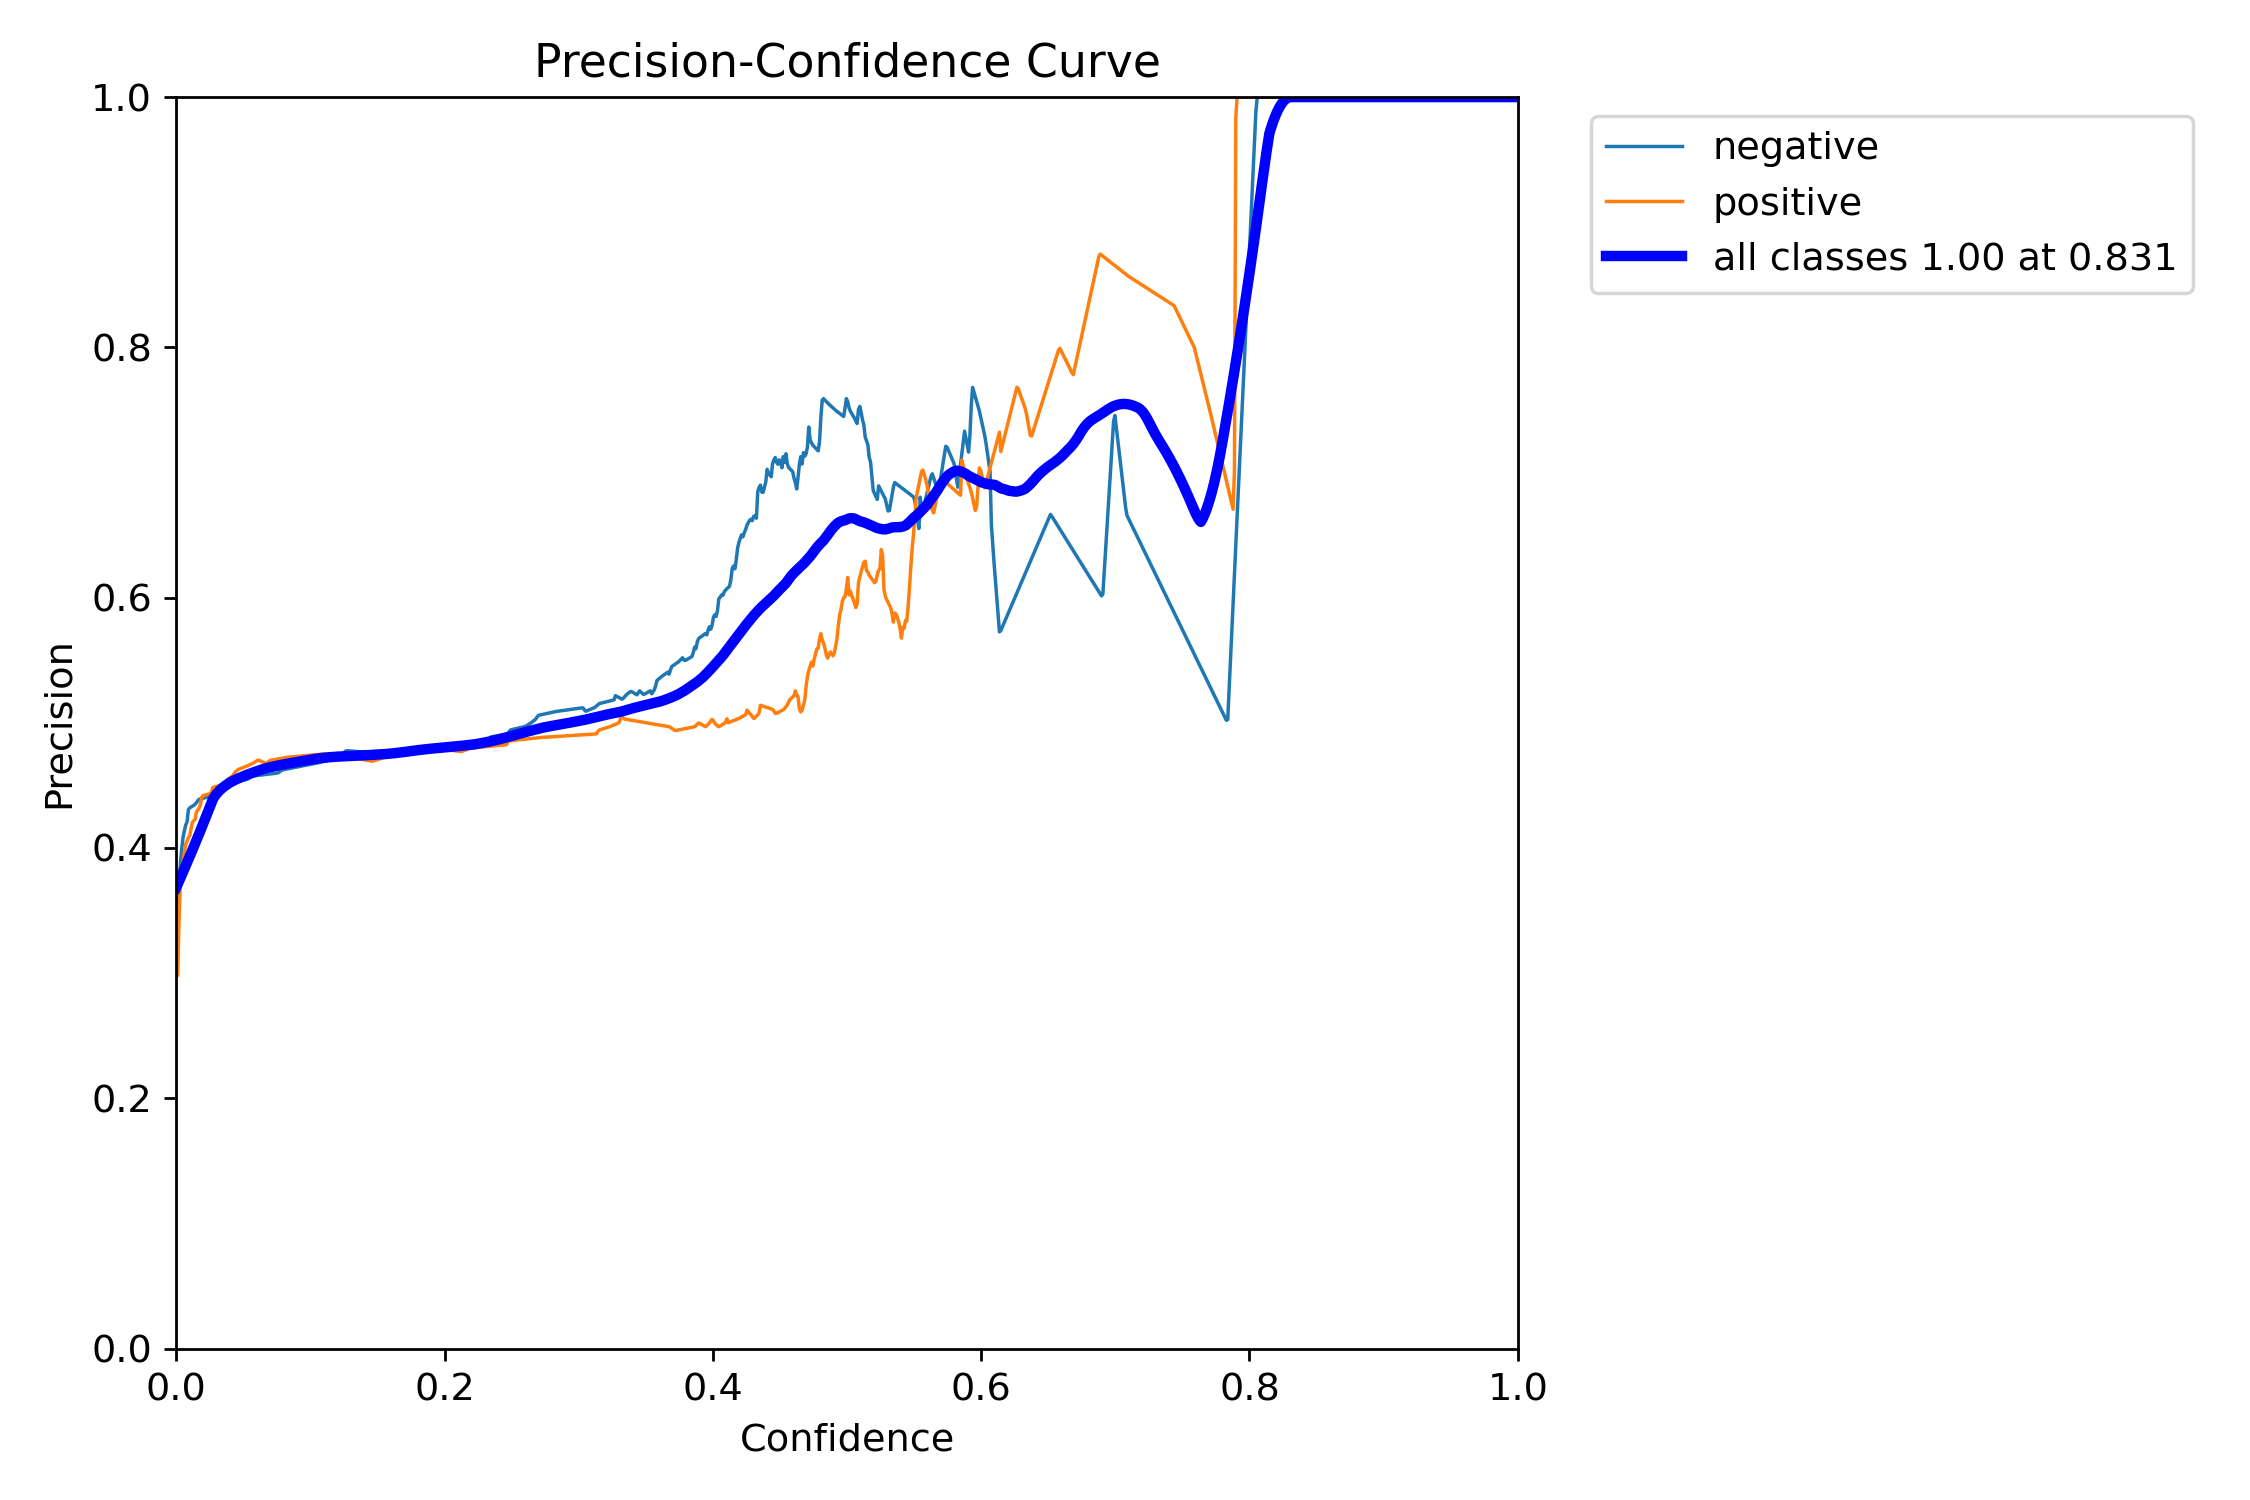 Precision-Confidence Curve
1.0
0.8
0.6
0.4
0.2
0.0
Precision
0.0 0.2 0.4 0.6 0.8 1.0
Confidence
negative
positive
all classes 1.00 at 0.831